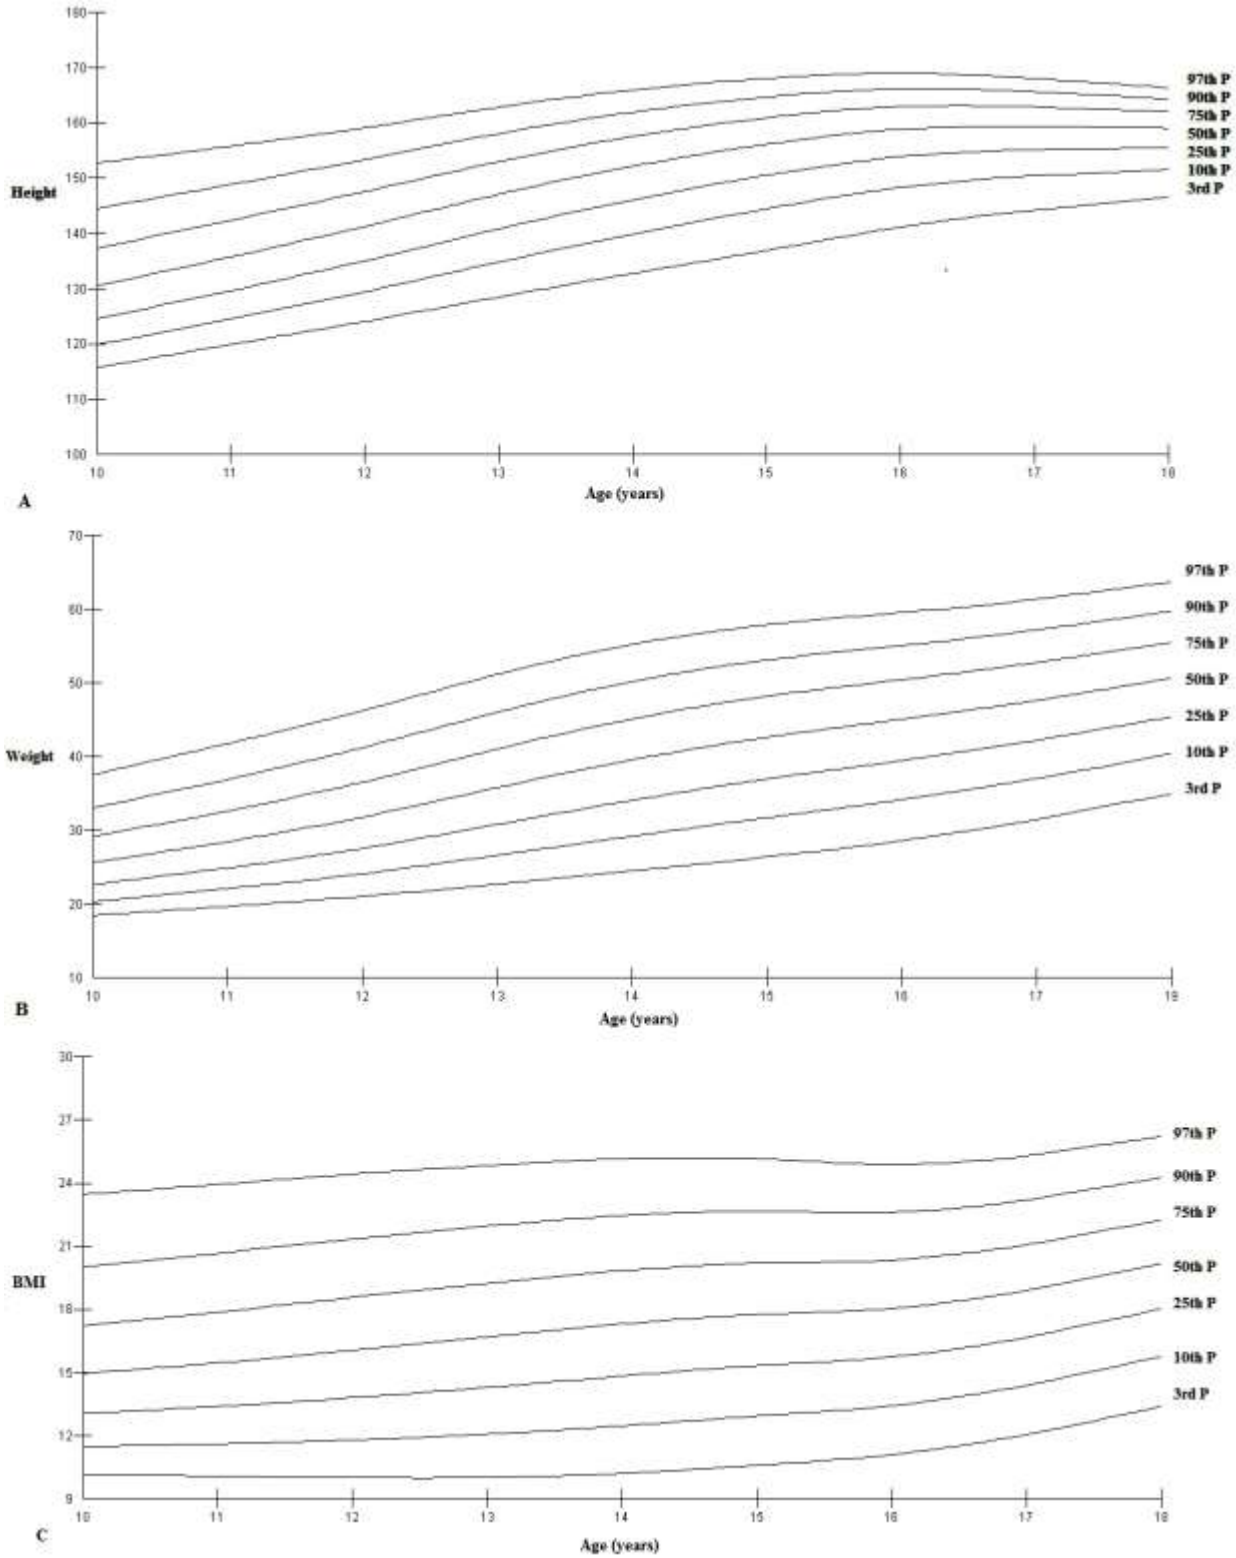 180
170
160
150
140
130
120
110
100
Height
97th P
90th P
75th P
50th P
25th P
10th P
3rd P
10 11 12 13 14 15 16 17 18
Age (years)
A
70
60
50
40
30
20
10
Weight
97th P
90th P
75th P
50th P
25th P
10th P
3rd P
10 11 12 13 14 15 16 17 18
Age (years)
B
30
27
24
21
18
15
12
9
BMI
97th P
90th P
75th P
50th P
25th P
10th P
3rd P
10 11 12 13 14 15 16 17 18
Age (years)
C